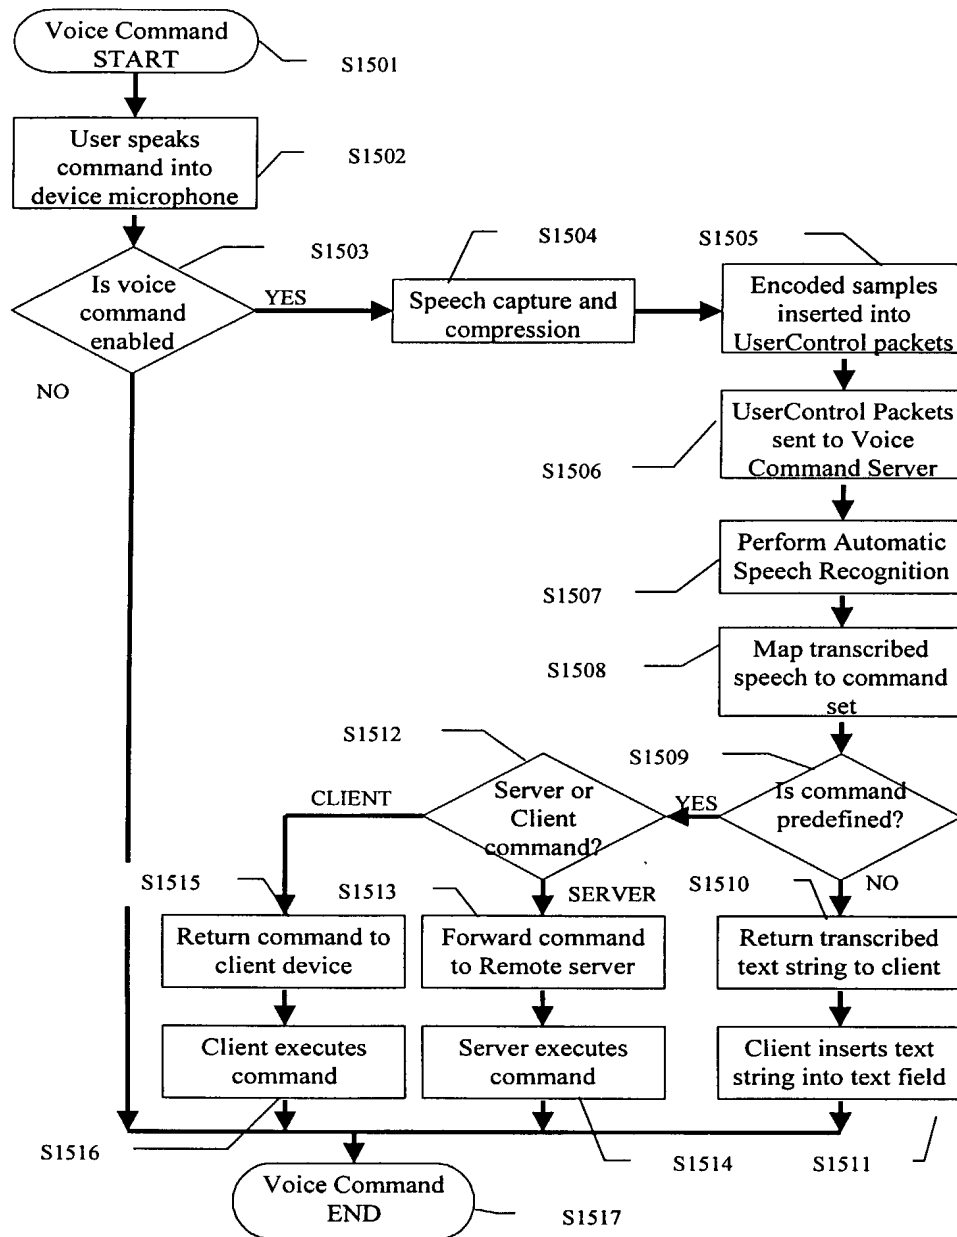 Voice Command
START
S1501
User speaks
command into
device microphone
S1502
Is voice
command
enabled
S1503
YES
NO
Speech capture and
compression
S1504
Encoded samples
inserted into
UserControl packets
S1505
UserControl Packets
sent to Voice
Command Server
S1506
Perform Automatic
Speech Recognition
S1507
Map transcribed
speech to command
set
S1508
Is command
predefined?
S1509
YES
NO
Server or
Client
command?
S1512
CLIENT
SERVER
Return command to
client device
S1515
Forward command
to Remote server
S1513
Return transcribed
text string to client
S1510
Client executes
command
S1516
Server executes
command
S1514
Client inserts text
string into text field
S1511
Voice Command
END
S1517